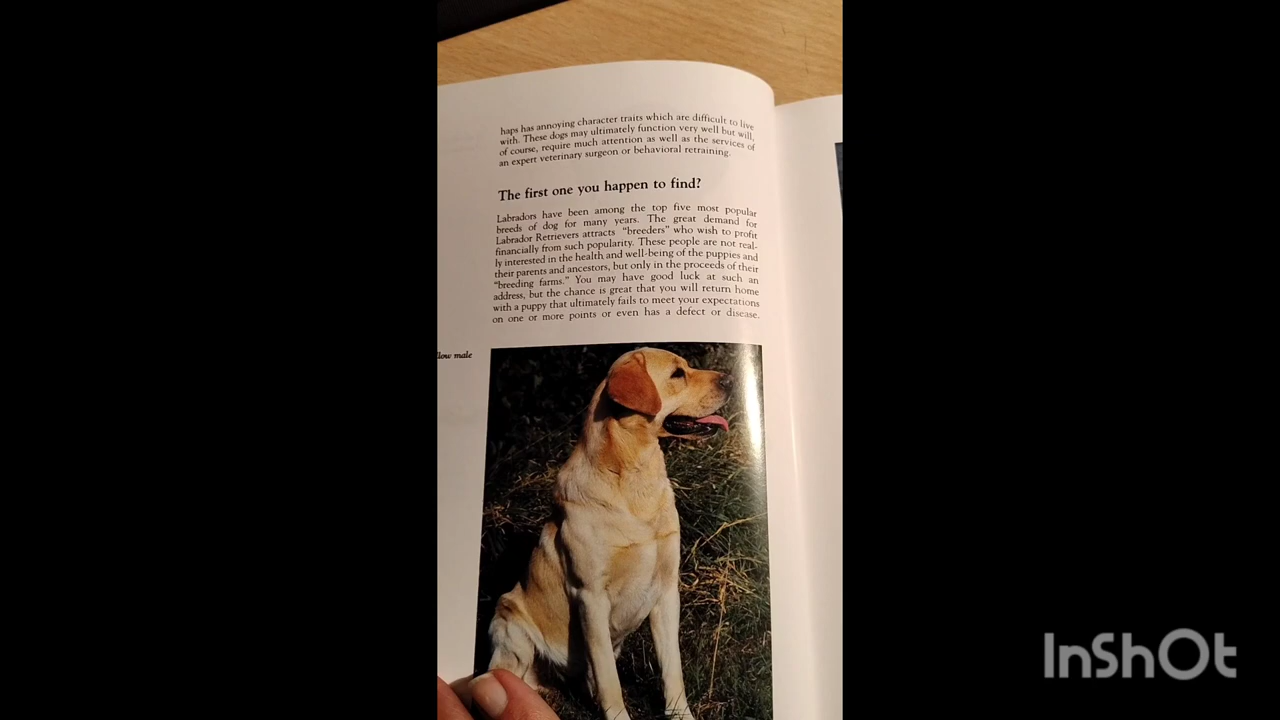 haps has annoying character traits which are difficult to live
with. These dogs may ultimately function very well but will,
of course, require much attention as well as the services of
an expert veterinary surgeon or behavioral retraining.
The first one you happen to find?
Labradors have been among the top five most popular
breeds of dog for many years. The great demand for
Labrador Retrievers attracts "breeders" who wish to profit
financially from such popularity. These people are not real-
ly interested in the health and well-being of the puppies and
their parents and ancestors, but only in the proceeds of their
"breeding farms." You may have good luck at such an
address, but the chance is great that you will return home
with a puppy that ultimately fails to meet your expectations
on one or more points or even has a defect or disease.
male
InShOt